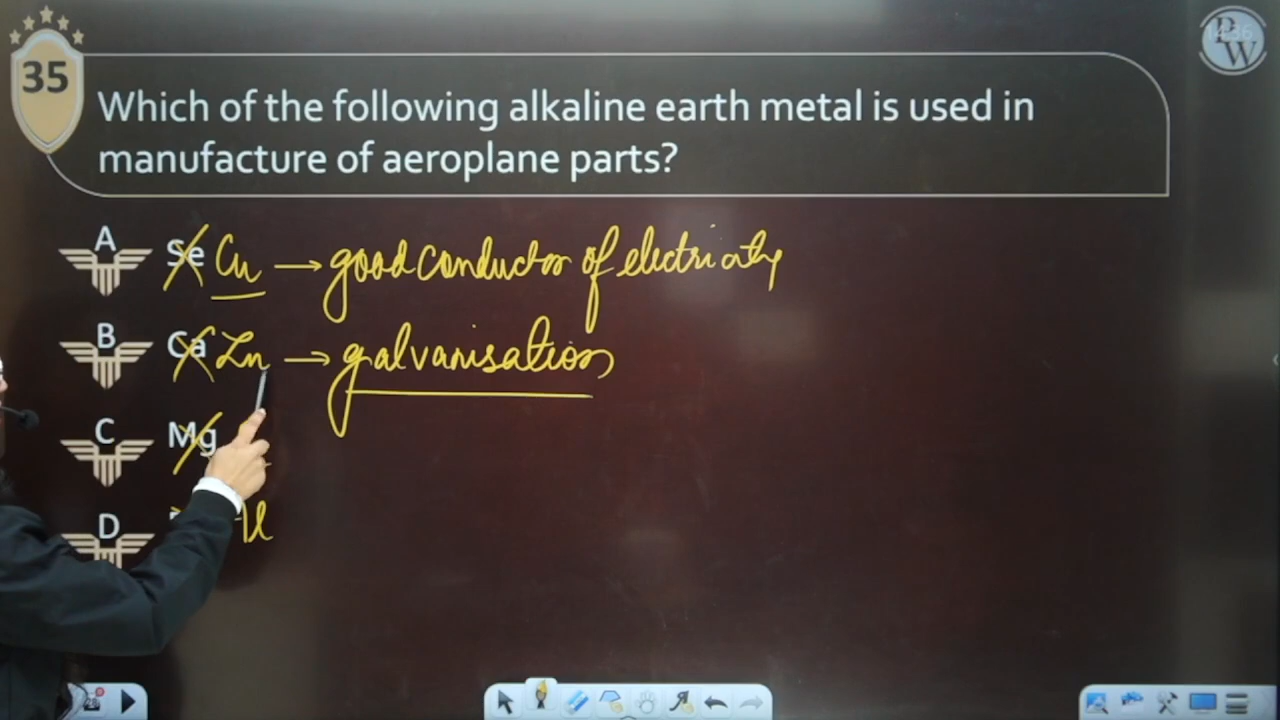 35
Which of the following alkaline earth metal is used in
manufacture of aeroplane parts?
A Se Cu → good conductor of electricity
B Ca Zn → galvanisation
C Mg
D
PW